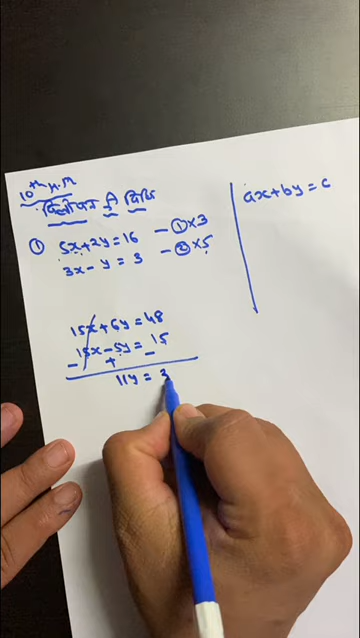 10th M.M
विलोपन की विधि
① 5x+2y=16 — ①×3
3x-y=3 — ②×5
15x+6y=48
15x-5y=15
- + -
11y=3
ax+by=c